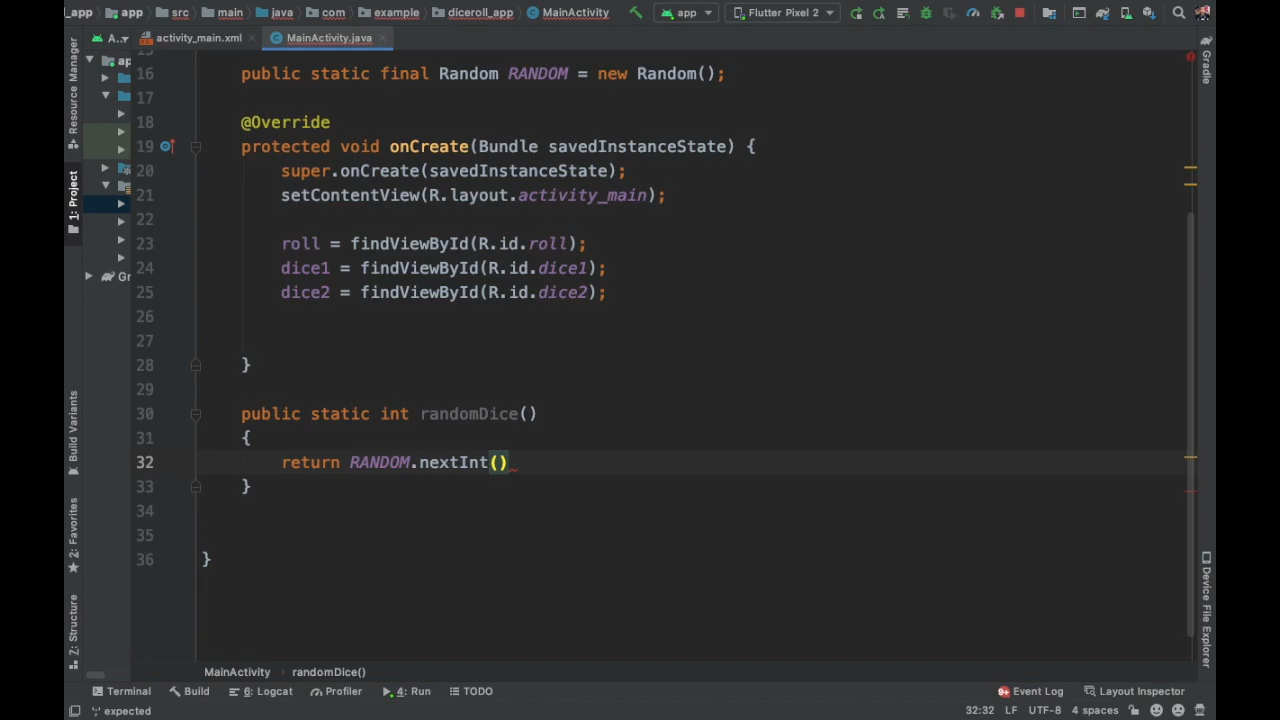 _app app src main java com example diceroll_app MainActivity app Flutter Pixel 2
A.. activity_main.xml MainActivity.java
Resource Manager
1: Project
Build Variants
2: Favorites
Z: Structure
ap
Gr
16 public static final Random RANDOM = new Random();
17
18 @Override
19 protected void onCreate(Bundle savedInstanceState) {
20 super.onCreate(savedInstanceState);
21 setContentView(R.layout.activity_main);
22
23 roll = findViewById(R.id.roll);
24 dice1 = findViewById(R.id.dice1);
25 dice2 = findViewById(R.id.dice2);
26
27
28 }
29
30 public static int randomDice()
31 {
32 return RANDOM.nextInt()
33 }
34
35
36 }
Gradle
Device File Explorer
MainActivity randomDice()
Terminal Build 6: Logcat Profiler 4: Run TODO 9+ Event Log Layout Inspector
';' expected 32:32 LF UTF-8 4 spaces